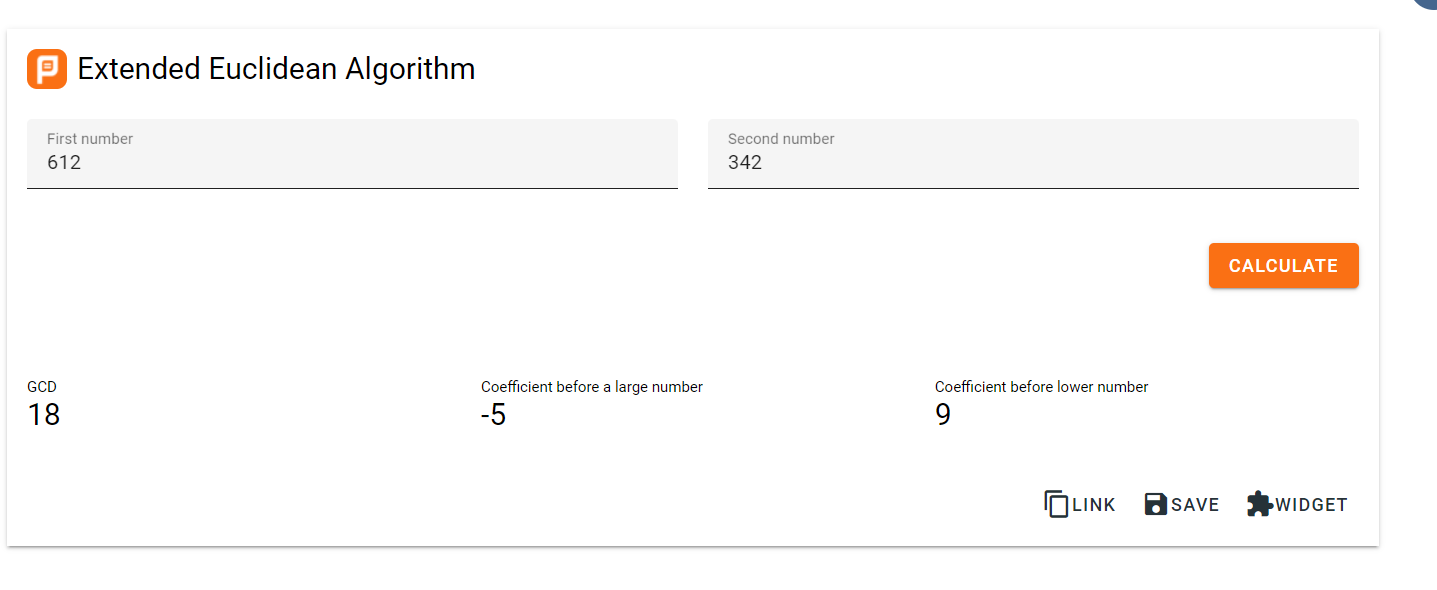 Extended Euclidean Algorithm
First number
612
Second number
342
CALCULATE
GCD
18
Coefficient before a large number
-5
Coefficient before lower number
9
LINK SAVE WIDGET